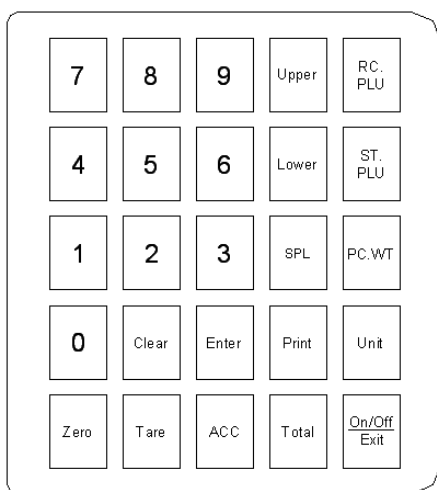 7 8 9 Upper RC. PLU
4 5 6 Lower ST. PLU
1 2 3 SPL PC.WT
0 Clear Enter Print Unit
Zero Tare ACC Total On/Off Exit